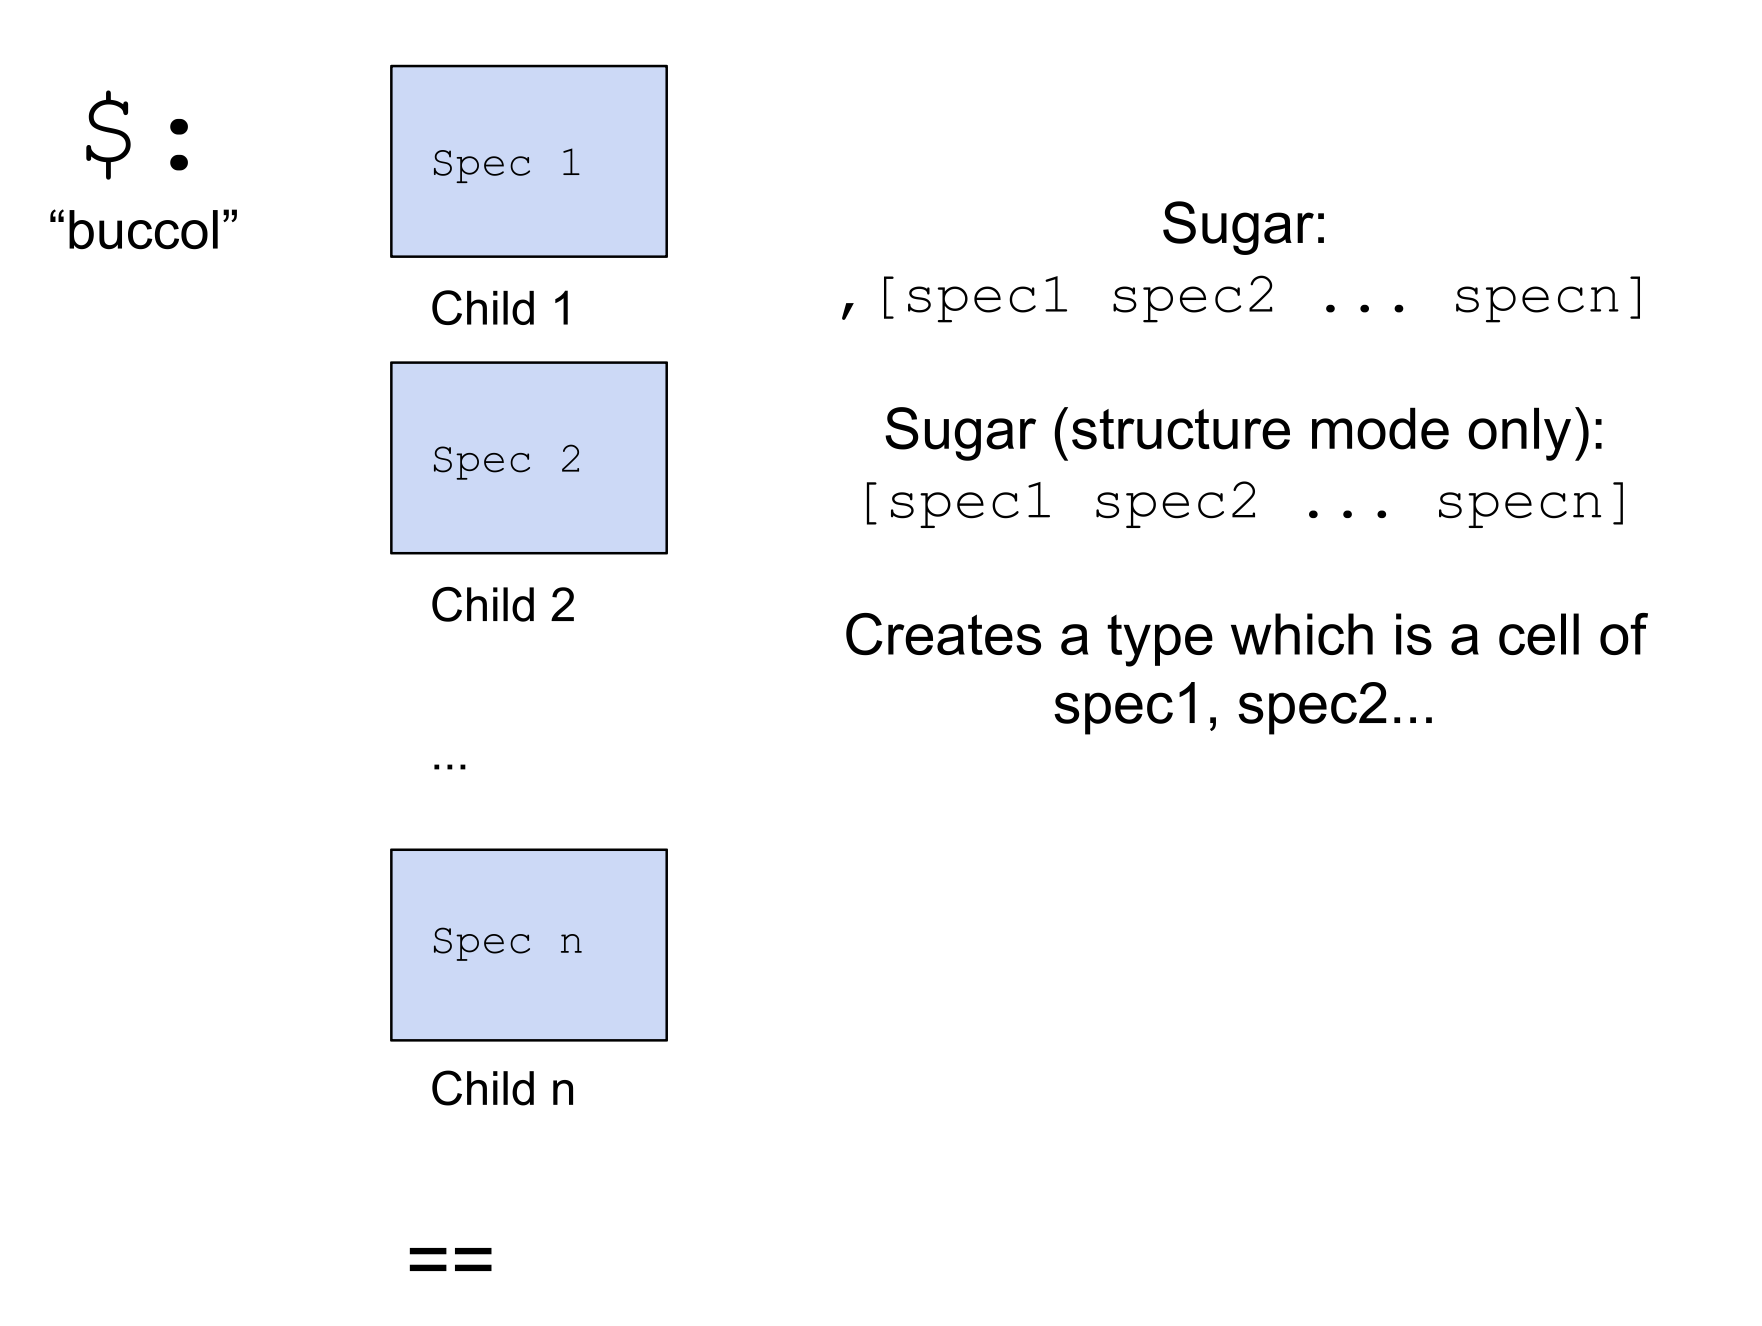 $:
“buccol”
Spec 1
Child 1
Spec 2
Child 2
...
Spec n
Child n
==
Sugar:
,[spec1 spec2 ... specn]
Sugar (structure mode only):
[spec1 spec2 ... specn]
Creates a type which is a cell of
spec1, spec2...